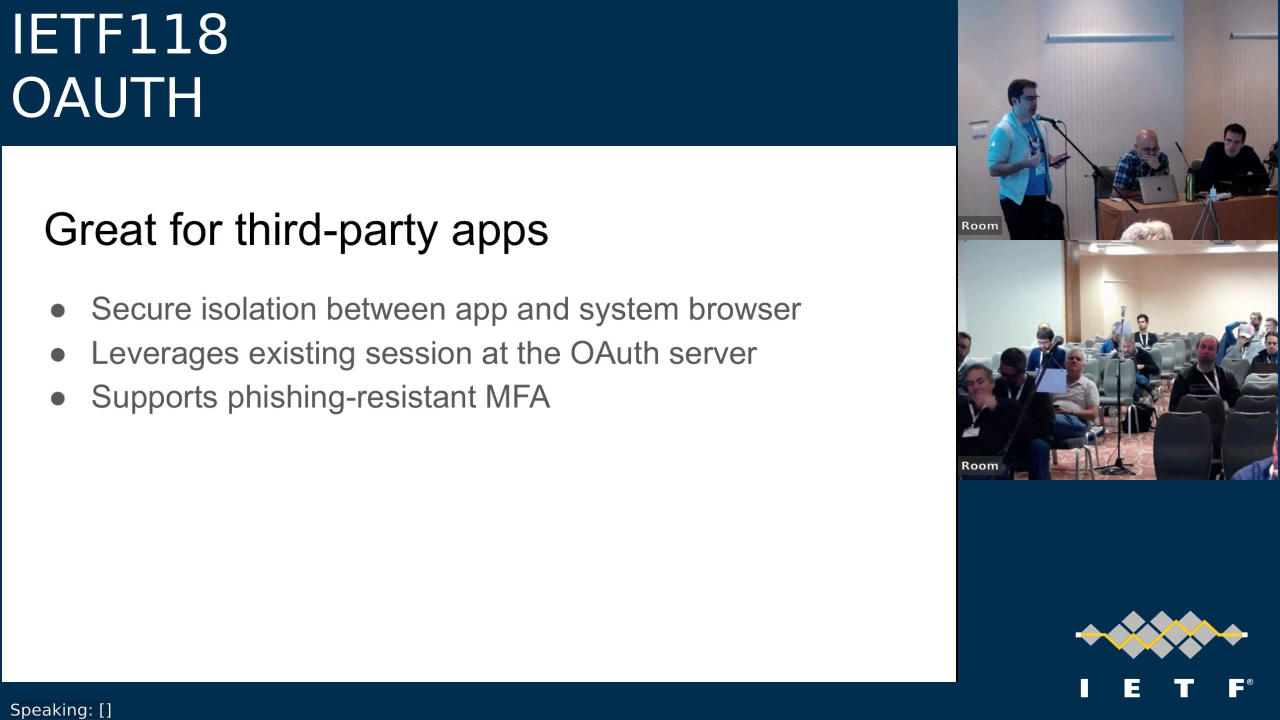 IETF118
OAUTH
Great for third-party apps
● Secure isolation between app and system browser
● Leverages existing session at the OAuth server
● Supports phishing-resistant MFA
Room
Room
I E T F®
Speaking: []